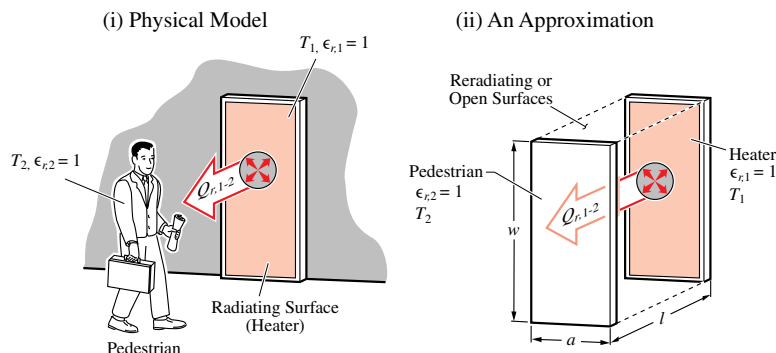 (i) Physical Model
T1, ϵr,1 = 1
T2, ϵr,2 = 1
Qr,1-2
Radiating Surface
(Heater)
Pedestrian
(ii) An Approximation
Reradiating or
Open Surfaces
Pedestrian
ϵr,2 = 1
T2
Heater
ϵr,1 = 1
T1
Qr,1-2
w
a
l